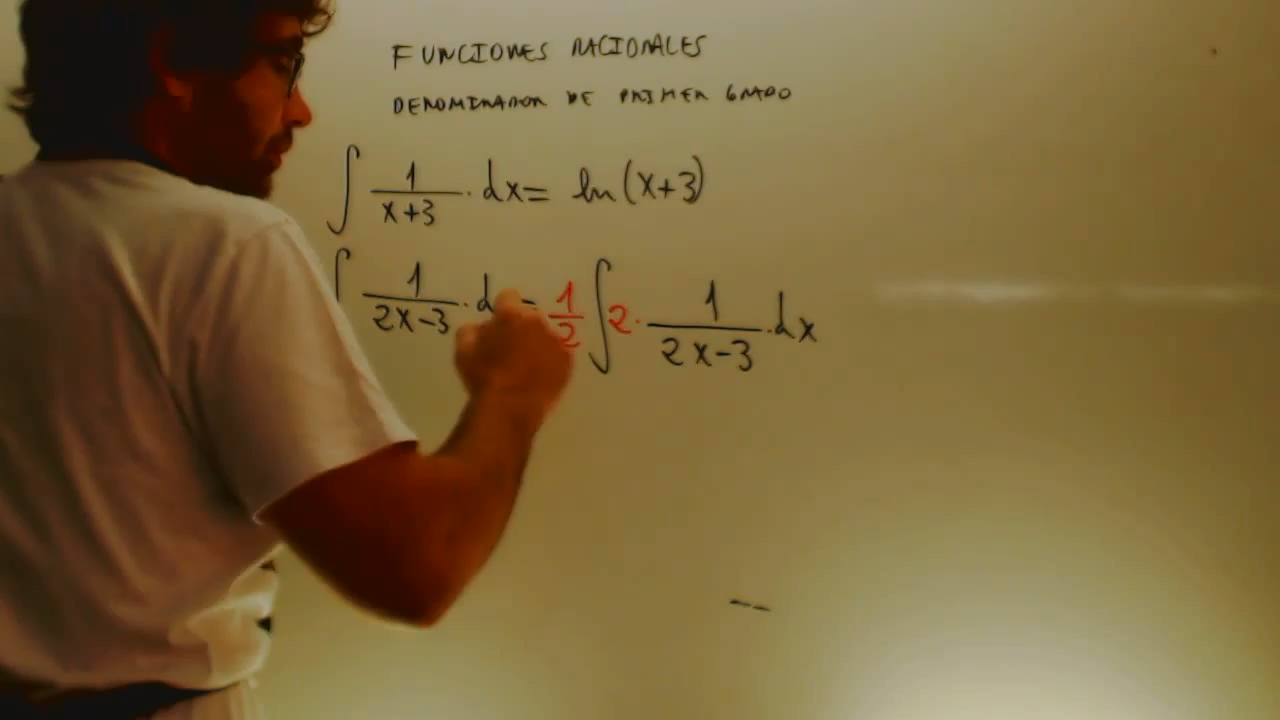 FUNCIONES RACIONALES
DENOMINADOR DE PRIMER GRADO
∫ 1/(x+3) · dx = ln(x+3)
∫ 1/(2x-3) · d = 1/2 ∫ 2 · 1/(2x-3) · dx